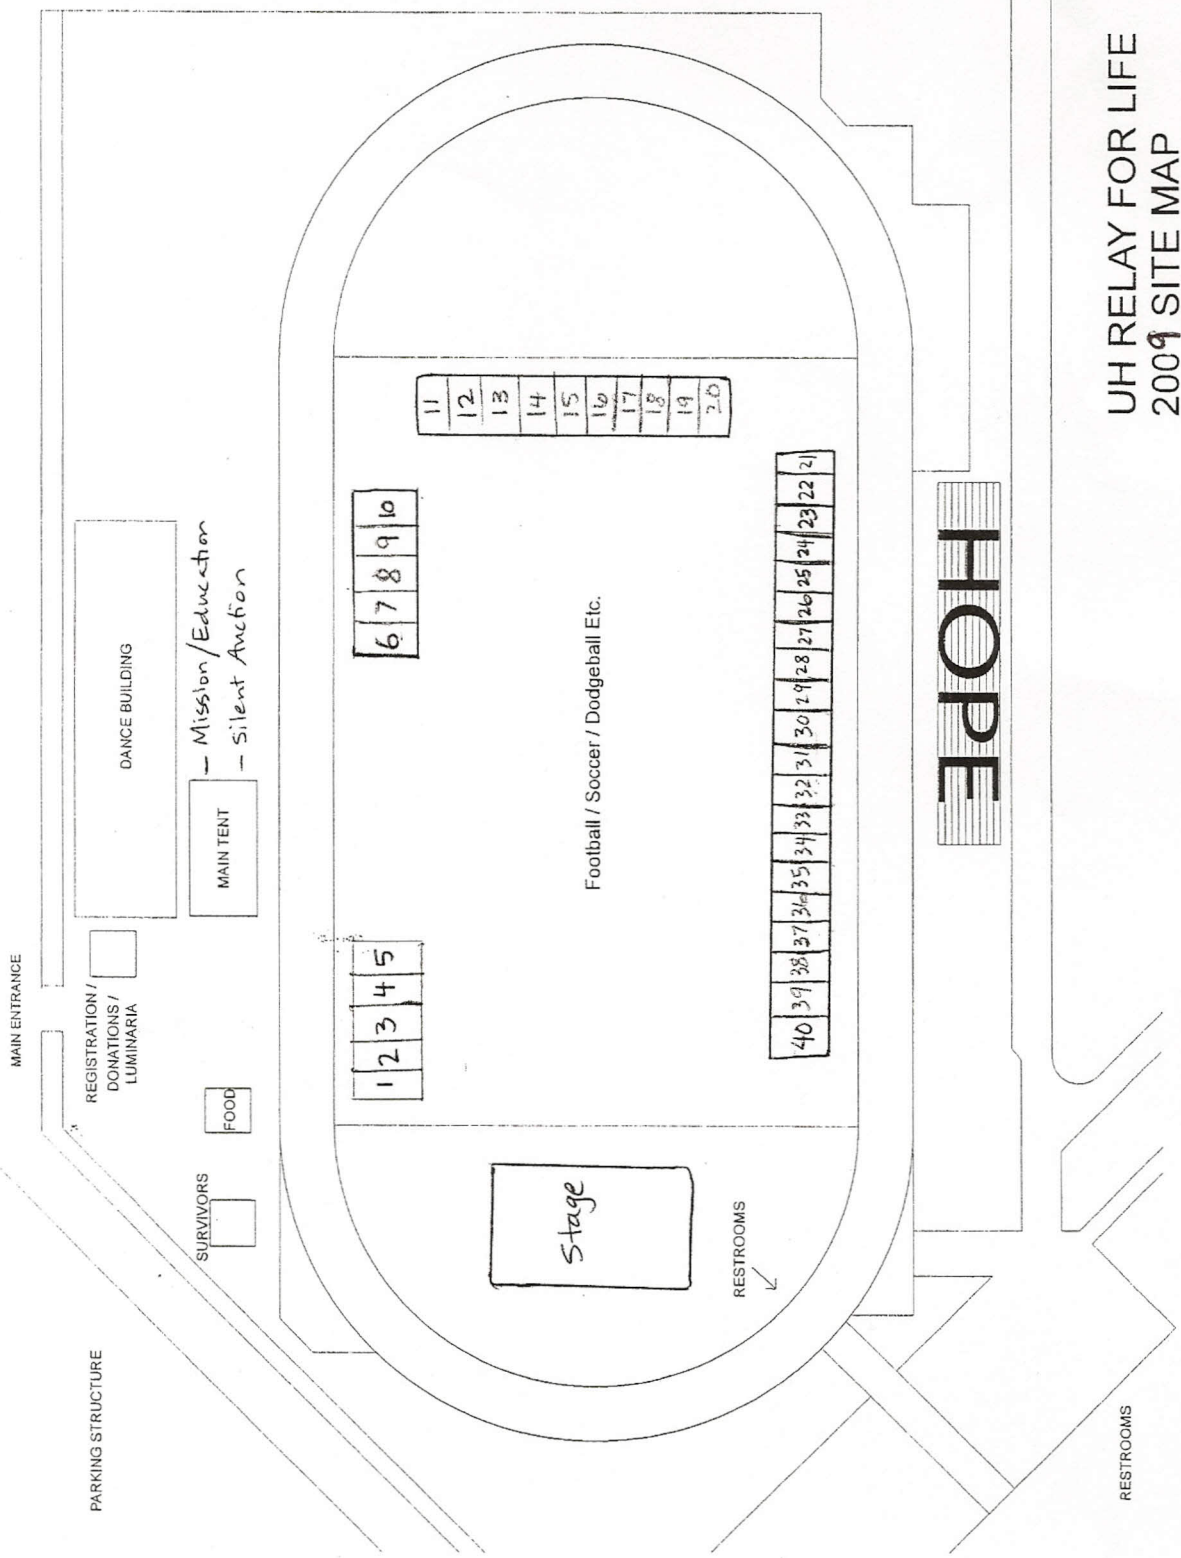 MAIN ENTRANCE
PARKING STRUCTURE
REGISTRATION /
DONATIONS /
LUMINARIA
DANCE BUILDING
SURVIVORS
FOOD
MAIN TENT
— Mission/Education
— Silent Auction
1 2 3 4 5
6 7 8 9 10
11
12
13
14
15
16
17
18
19
20
Stage
Football / Soccer / Dodgeball Etc.
RESTROOMS
40 39 38 37 36 35 34 33 32 31 30 29 28 27 26 25 24 23 22 21
HOPE
RESTROOMS
UH RELAY FOR LIFE
2009 SITE MAP